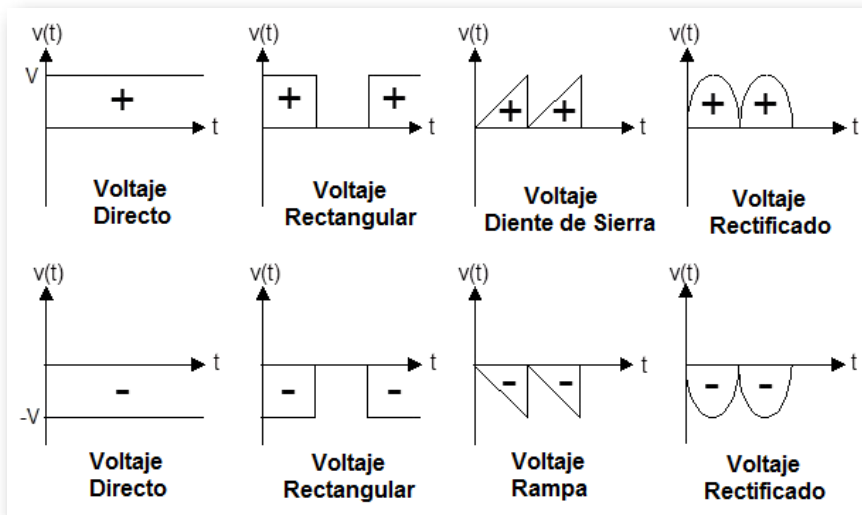 v(t)
V
+
t
Voltaje
Directo
v(t)
+
+
t
Voltaje
Rectangular
v(t)
+
+
t
Voltaje
Diente de Sierra
v(t)
+
+
t
Voltaje
Rectificado
v(t)
t
-
-V
Voltaje
Directo
v(t)
t
-
-
Voltaje
Rectangular
v(t)
t
-
-
Voltaje
Rampa
v(t)
t
-
-
Voltaje
Rectificado